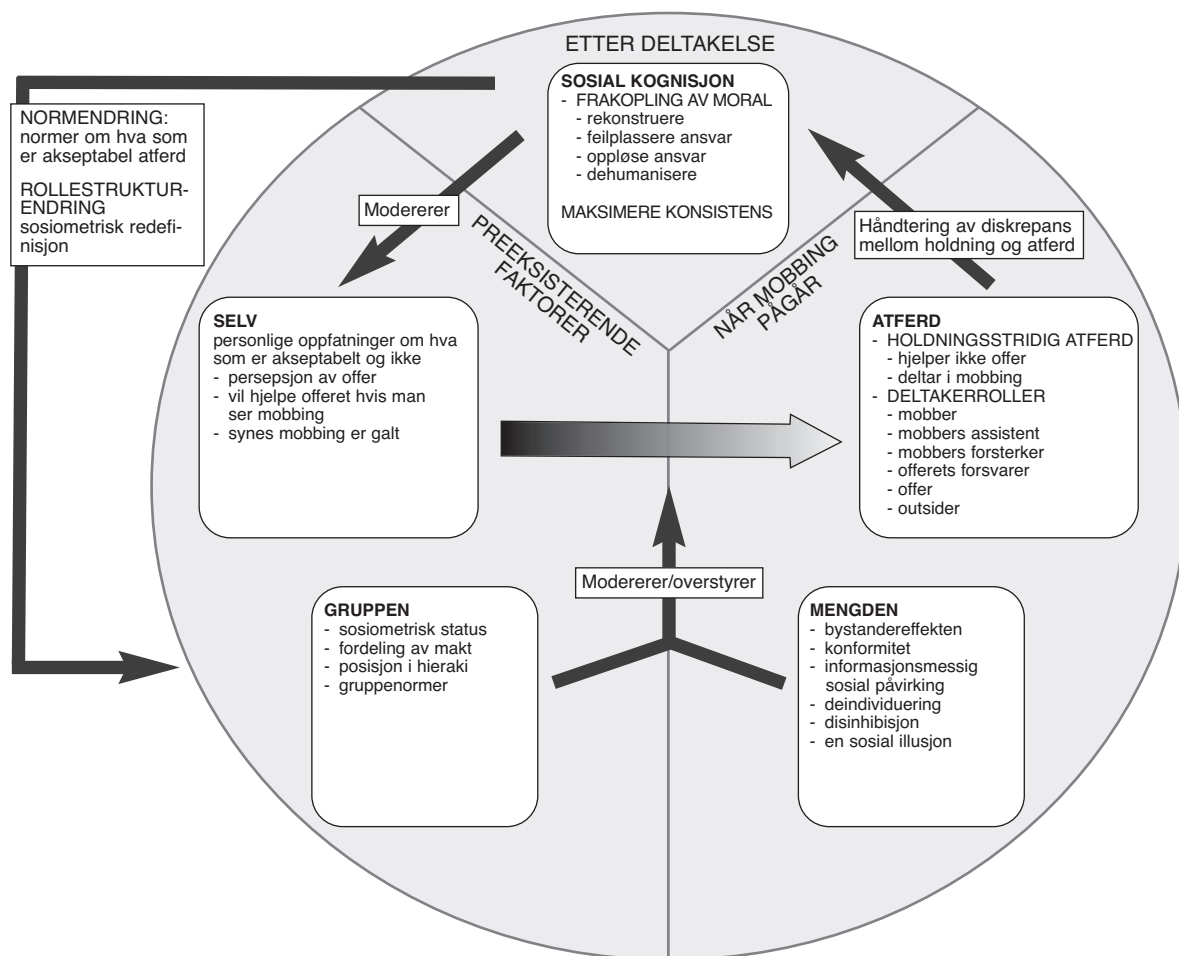 ETTER DELTAKELSE
SOSIAL KOGNISJON
- FRAKOPLING AV MORAL
- rekonstruere
- feilplassere ansvar
- oppløse ansvar
- dehumanisere
MAKSIMERE KONSISTENS
NORMENDRING:
normer om hva som
er akseptabel atferd
ROLLESTRUKTUR-
ENDRING
sosiometrisk redefi-
nisjon
Modererer
PREEKSISTERENDE
FAKTORER
NÅR MOBBING
PÅGÅR
Håndtering av diskrepans
mellom holdning og atferd
SELV
personlige oppfatninger om hva
som er akseptabelt og ikke
- persepsjon av offer
- vil hjelpe offeret hvis man
ser mobbing
- synes mobbing er galt
ATFERD
- HOLDNINGSSTRIDIG ATFERD
- hjelper ikke offer
- deltar i mobbing
- DELTAKERROLLER
- mobber
- mobbers assistent
- mobbers forsterker
- offerets forsvarer
- offer
- outsider
Modererer/overstyrer
GRUPPEN
- sosiometrisk status
- fordeling av makt
- posisjon i hieraki
- gruppenormer
MENGDEN
- bystandereffekten
- konformitet
- informasjonsmessig
sosial påvirking
- deindividuering
- disinhibisjon
- en sosial illusjon